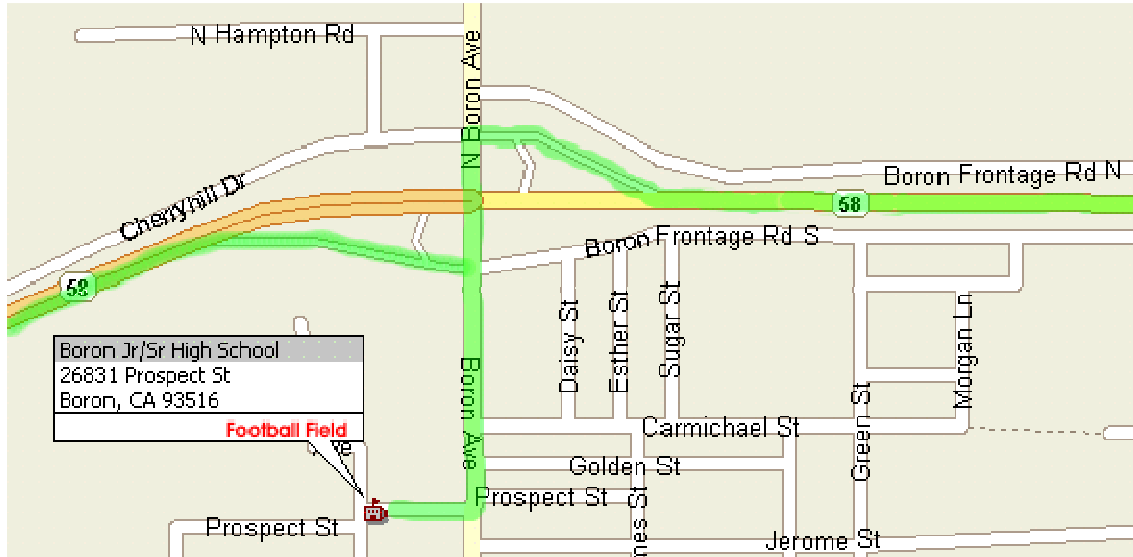 N Hampton Rd
N Boron Ave
Boron Frontage Rd N
Cherryhill Dr
58
Boron Frontage Rd S
58
Daisy St
Esther St
Sugar St
Morgan Ln
Boron Jr/Sr High School
26831 Prospect St
Boron, CA 93516
Football Field
Boron Ave
Green St
Carmichael St
Golden St
Prospect St
Prospect St
Jerome St